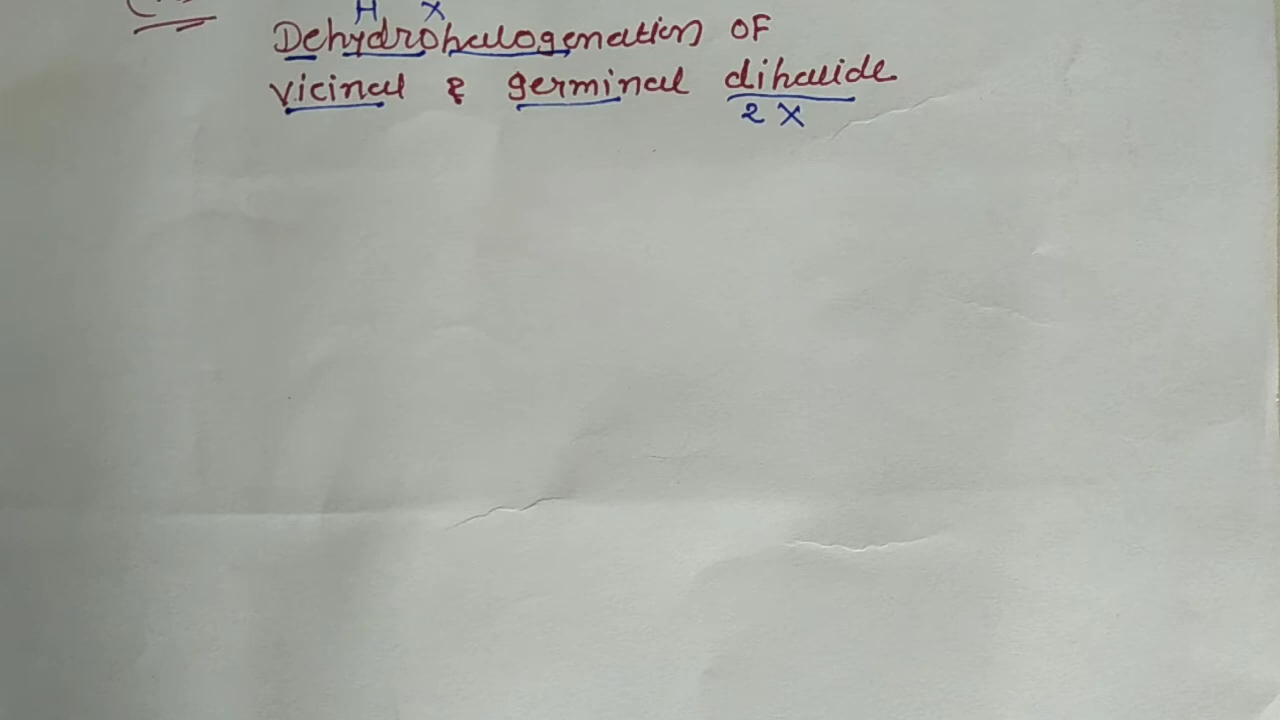 H X
Dehydrohalogenation OF
vicinal & germinal dihalide
2 X